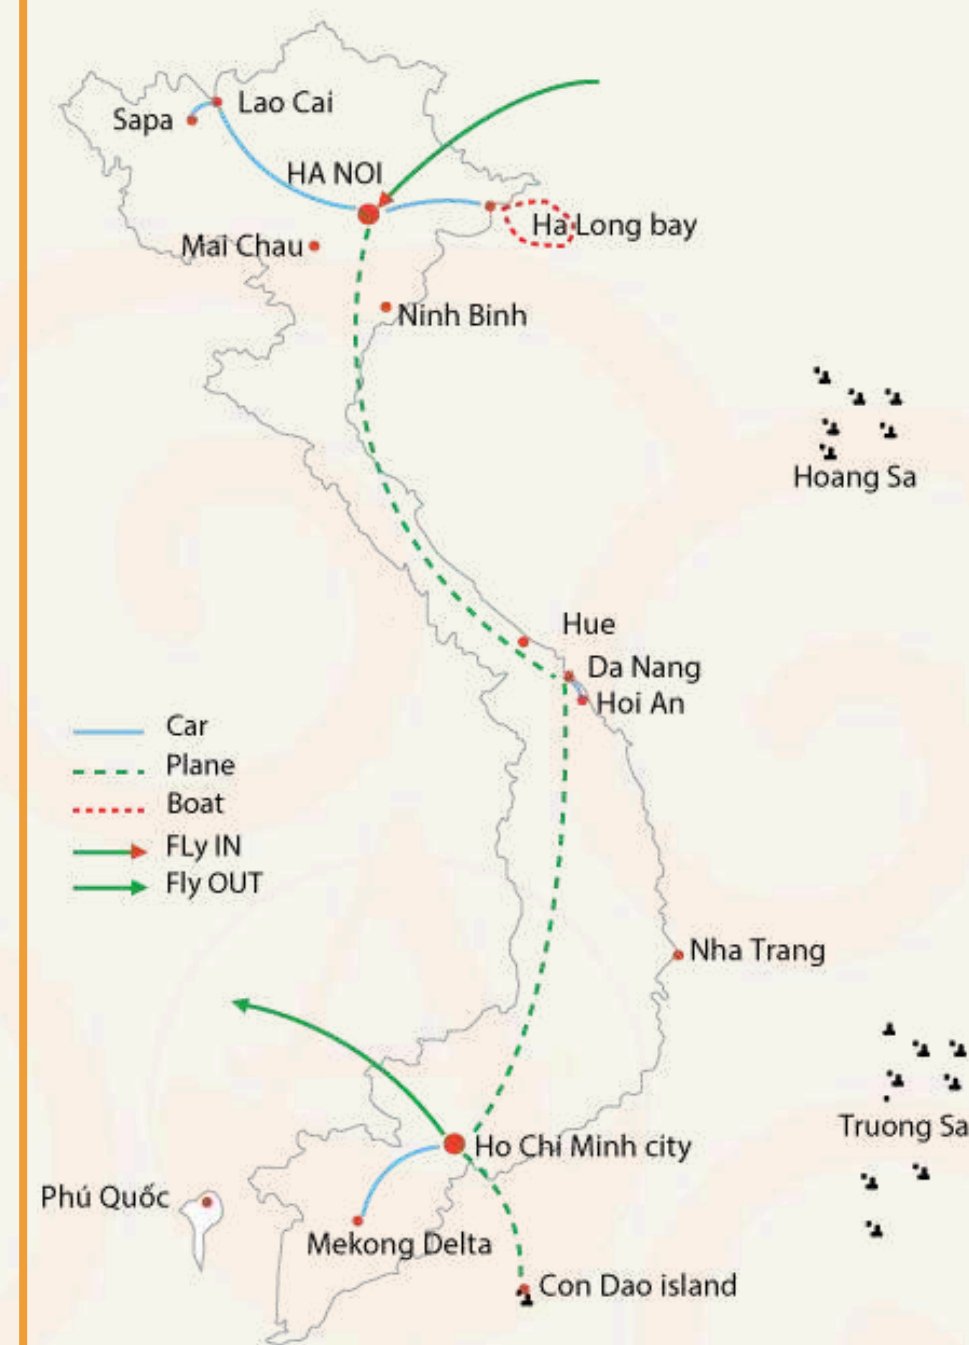 Lao Cai
Sapa
HA NOI
Ha Long bay
Mai Chau
Ninh Binh
Hoang Sa
Hue
Da Nang
Hoi An
Car
Plane
Boat
FLy IN
Fly OUT
Nha Trang
Truong Sa
Ho Chi Minh city
Phú Quốc
Mekong Delta
Con Dao island